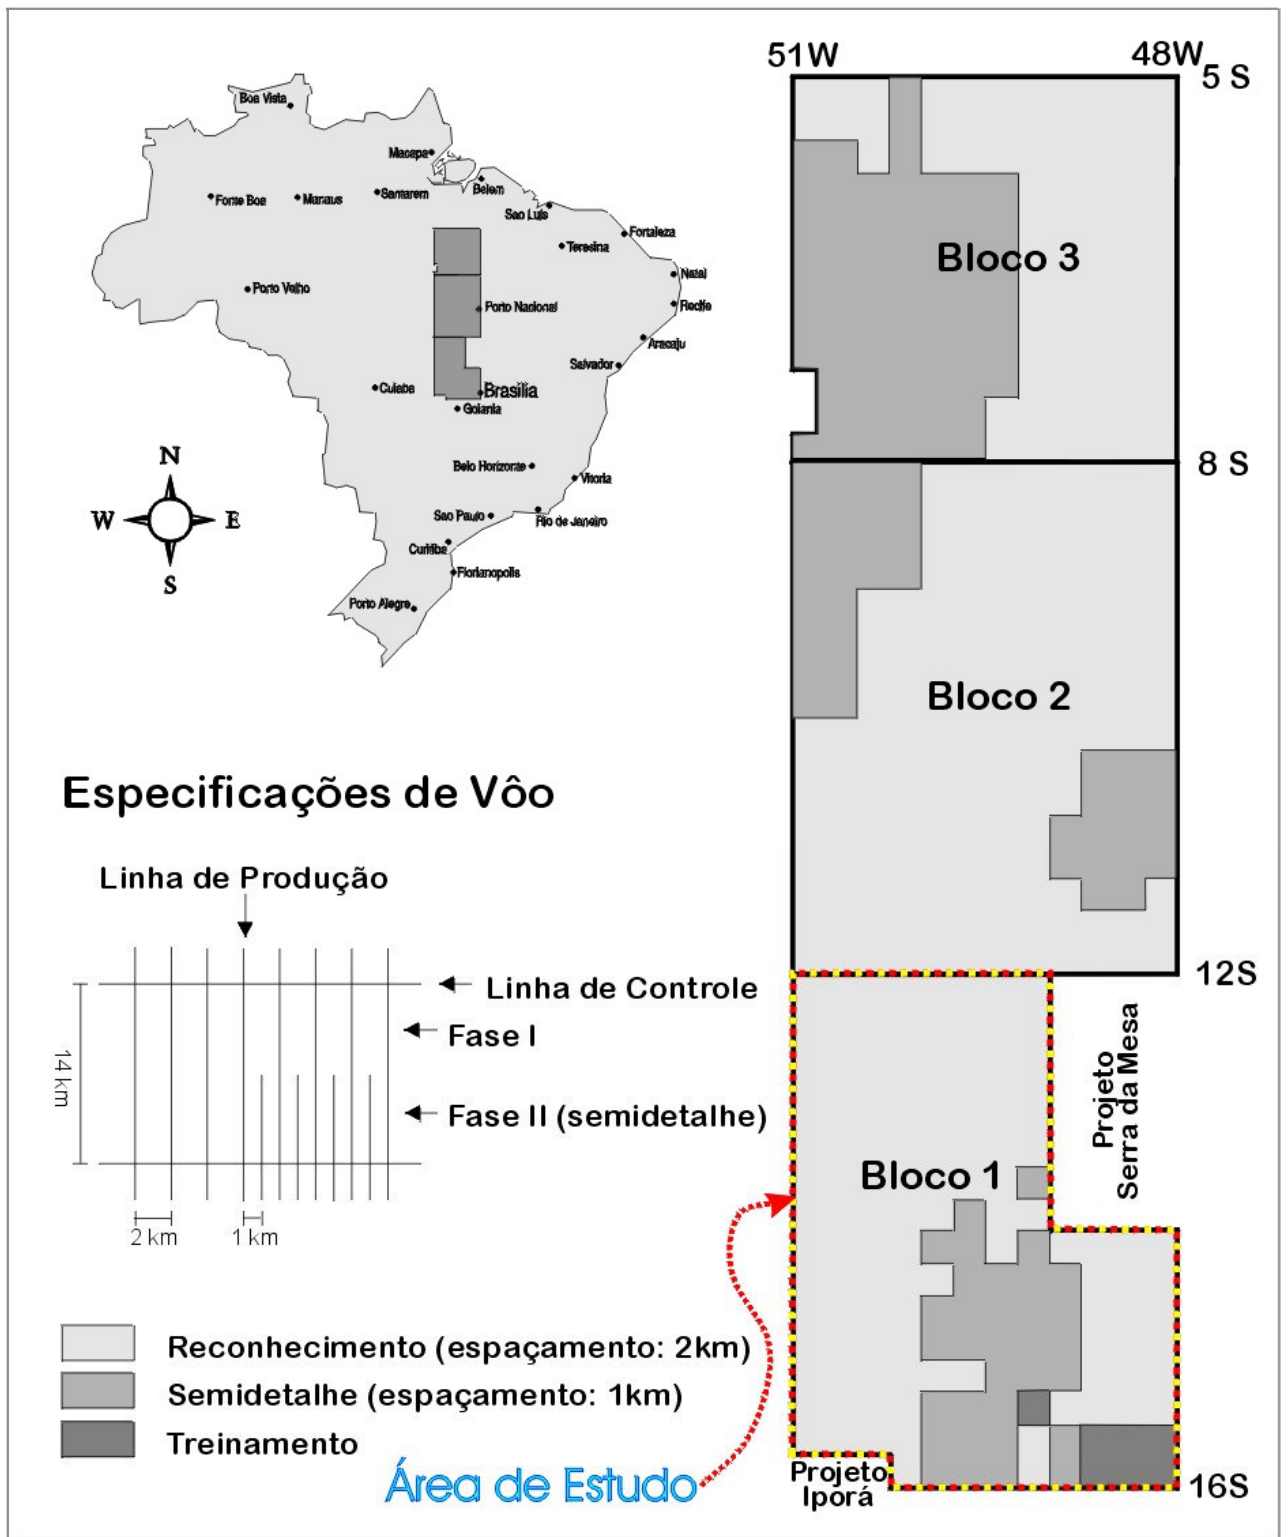 51W
48W
5 S
Boa Vista
Macapa
Fonte Boa
Manaus
Santarem
Belem
Sao Luis
Fortaleza
Teresina
Natal
Porto Velho
Porto Nacional
Recife
Aracaju
Salvador
Cuiaba
Brasília
Goiania
Belo Horizonte
Vitoria
Sao Paulo
Rio de Janeiro
Curitiba
Florianopolis
Porto Alegre
N
W
E
S
Bloco 3
8 S
Bloco 2
12S
Projeto
Serra da Mesa
Bloco 1
Projeto
Iporá
16S
Especificações de Vôo
Linha de Produção
Linha de Controle
Fase I
14 km
Fase II (semidetalhe)
2 km
1 km
Reconhecimento (espaçamento: 2km)
Semidetalhe (espaçamento: 1km)
Treinamento
Área de Estudo